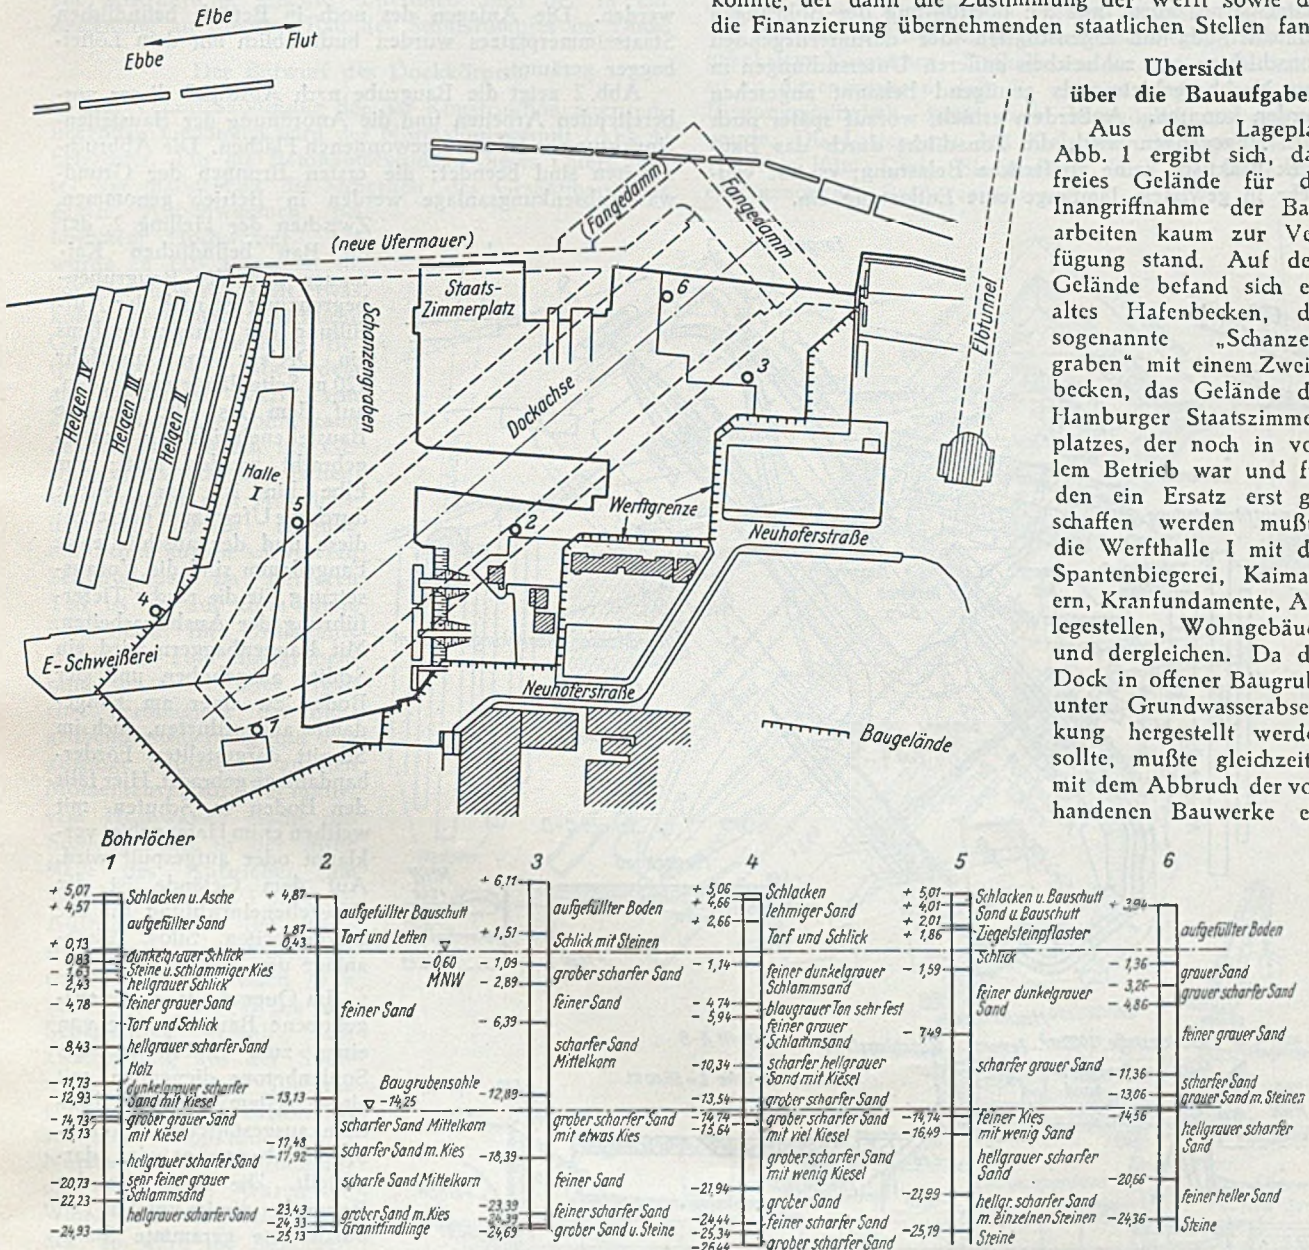 die Finanzierung übernehmenden staatlichen Stellen fan
Übersicht
über die Bauaufgabe
Aus dem Lagepla
Abb. 1 ergibt sich, da
freies Gelände für d
Inangriffnahme der Ba
arbeiten kaum zur Ve
fügung stand. Auf de
Gelände befand sich e
altes Hafenbecken, d
sogenannte „Schanze
graben“ mit einem Zwei
becken, das Gelände d
Hamburger Staatszimme
platzes, der noch in vo
lem Betrieb war und f
den ein Ersatz erst g
schaffen werden muß
die Werfthalle I mit d
Spantenbiegerei, Kaima
ern, Kranfundamente, A
legestellen, Wohngebäu
und dergleichen. Da d
Dock in offener Baugrub
unter Grundwasserabse
kung hergestellt werde
sollte, mußte gleichzeit
mit dem Abbruch der vo
handenen Bauwerke e
Elbe
Flut
Ebbe
(Fangedamm)
Fangedamm
(neue Ufermauer)
Staats-
Zimmerplatz
Schanzengraben
Elbtunnel
Helgen IV
Helgen III
Helgen II
Halle
I
Dockachse
6
3
5
2
4
7
Werftgrenze
Neuhoferstraße
E-Schweißerei
Neuhoferstraße
Baugelände
Bohrlöcher
1
+ 5,07
Schlacken u. Asche
+ 4,57
aufgefüllter Sand
+ 0,13
dunkelgrauer Schlick
- 0,83
Steine u. schlammiger Kies
- 1,63
hellgrauer Schlick
- 2,43
feiner grauer Sand
- 4,78
Torf und Schlick
- 8,43
hellgrauer scharfer Sand
Holz
- 11,73
dunkelgrauer scharfer
Sand mit Kiesel
- 12,93
- 14,73
grober grauer Sand
mit Kiesel
- 15,13
hellgrauer scharfer Sand
sehr feiner grauer
Schlammsand
- 20,73
- 22,23
hellgrauer scharfer Sand
- 24,93
2
+ 4,87
aufgefüllter Bauschutt
+ 1,87
Torf und Letten
- 0,43
feiner Sand
- 13,13
scharfer Sand Mittelkorn
- 17,48
scharfer Sand m. Kies
- 17,92
scharfe Sand Mittelkorn
- 23,43
grober Sand m. Kies
- 24,33
Granitfindlinge
- 25,13
- 0,60
MNW
Baugrubensohle
- 14,25
3
+ 6,11
aufgefüllter Boden
+ 1,51
Schlick mit Steinen
- 1,09
grober scharfer Sand
- 2,89
feiner Sand
- 6,39
scharfer Sand
Mittelkorn
- 12,89
grober scharfer Sand
mit etwas Kies
- 18,39
feiner Sand
- 23,39
feiner scharfer Sand
- 24,39
grober Sand u. Steine
- 24,69
4
+ 5,06
Schlacken
+ 4,66
lehmiger Sand
+ 2,66
Torf und Schlick
- 1,14
feiner dunkelgrauer
Schlammsand
- 4,74
blaugrauer Ton sehr fest
- 5,94
feiner grauer
Schlammsand
- 10,34
scharfer hellgrauer
Sand mit Kiesel
- 13,54
grober scharfer Sand
- 14,74
grober scharfer Sand
mit viel Kiesel
- 15,64
grober scharfer Sand
mit wenig Kiesel
- 21,94
grober Sand
- 24,44
feiner scharfer Sand
- 25,34
grober scharfer Sand
- 26,44
5
+ 5,01
Schlacken u. Bauschutt
+ 4,01
Sand u. Bauschutt
+ 2,01
Ziegelsteinpflaster
+ 1,86
Schlick
- 1,59
feiner dunkelgrauer
Sand
- 7,49
scharfer grauer Sand
- 14,74
feiner Kies
mit wenig Sand
- 16,49
hellgrauer scharfer
Sand
- 21,99
hellgr. scharfer Sand
m. einzelnen Steinen
- 25,79
Steine
6
+ 3,94
aufgefüllter Boden
- 1,36
grauer Sand
- 3,26
grauer scharfer Sand
- 4,86
feiner grauer Sand
- 11,36
scharfer Sand
- 13,06
grauer Sand m. Steinen
- 14,56
hellgrauer scharfer
Sand
- 20,66
feiner heller Sand
- 24,36
Steine